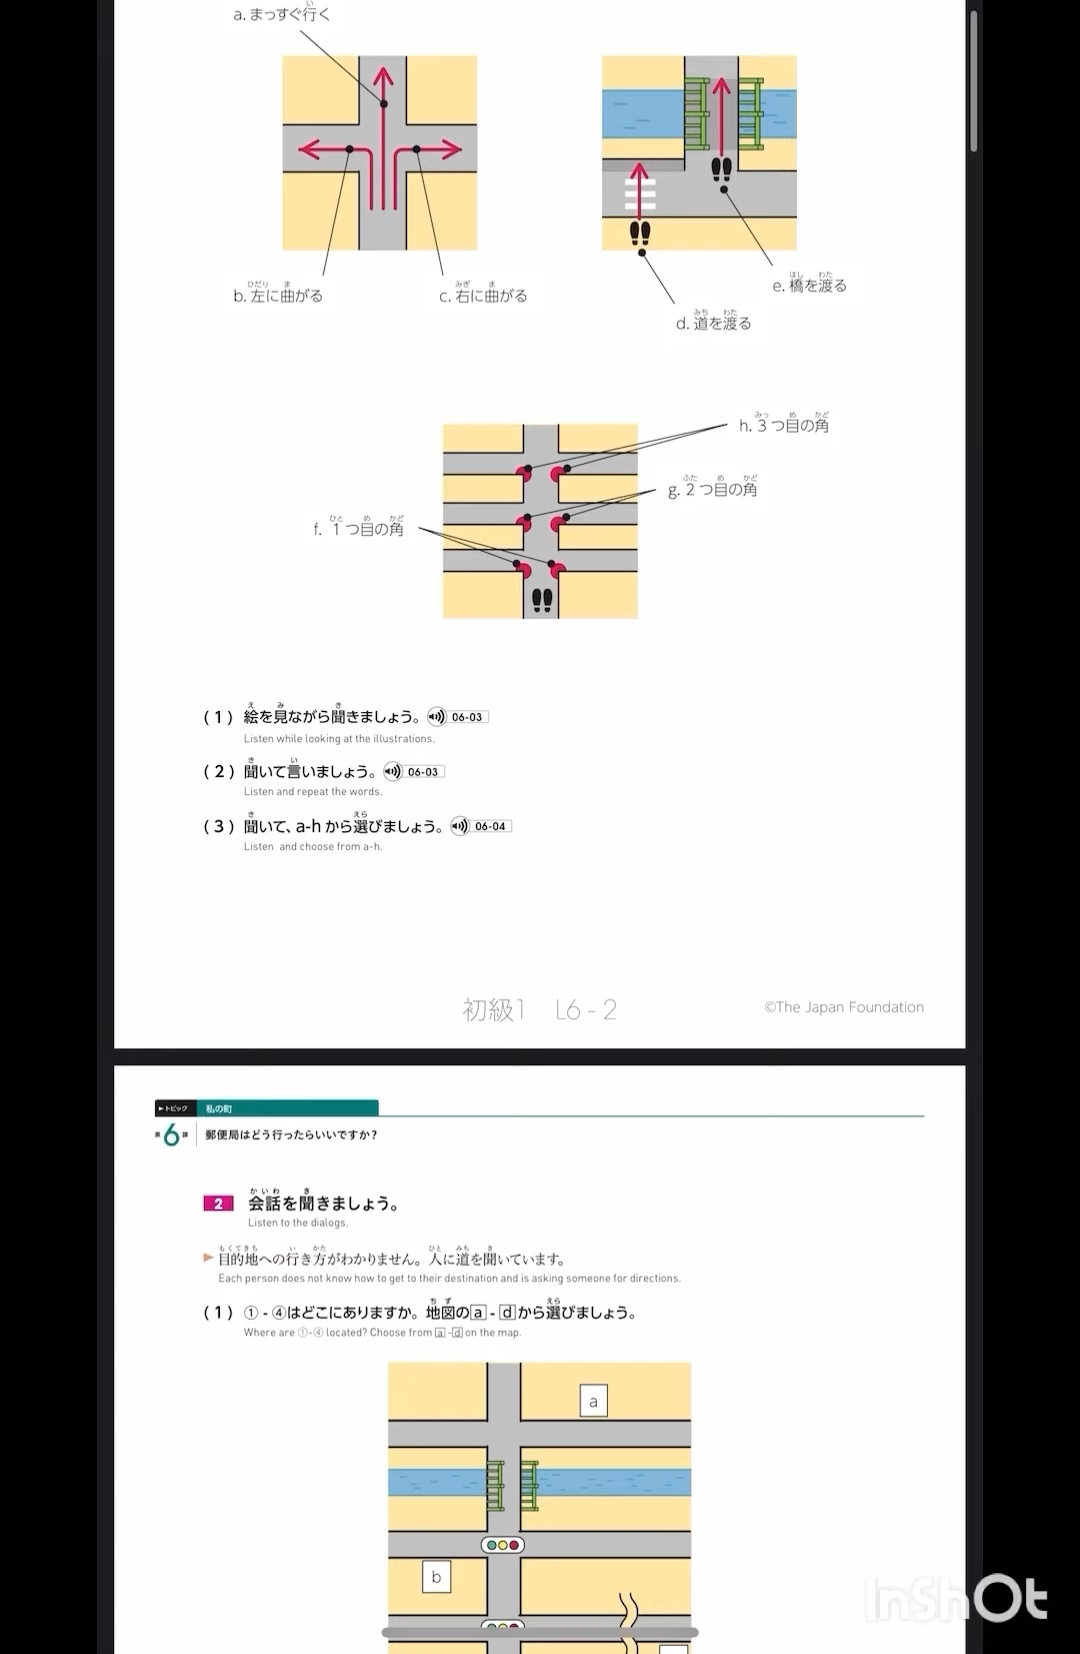 a. まっすぐ行く
b. 左に曲がる
c. 右に曲がる
e. 橋を渡る
d. 道を渡る
h. 3つ目の角
g. 2つ目の角
f. 1つ目の角
(1) 絵を見ながら聞きましょう。 06-03
Listen while looking at the illustrations.
(2) 聞いて言いましょう。 06-03
Listen and repeat the words.
(3) 聞いて、a-h から選びましょう。 06-04
Listen and choose from a-h.
初級1 L6 - 2
©The Japan Foundation
▶トピック 私の町
第6課 郵便局はどう行ったらいいですか?
2 会話を聞きましょう。
Listen to the dialogs.
▶ 目的地への行き方がわかりません。人に道を聞いています。
Each person does not know how to get to their destination and is asking someone for directions.
(1) ① - ④はどこにありますか。地図の a - d から選びましょう。
Where are ①-④ located? Choose from a - d on the map.
a
b
InShOt